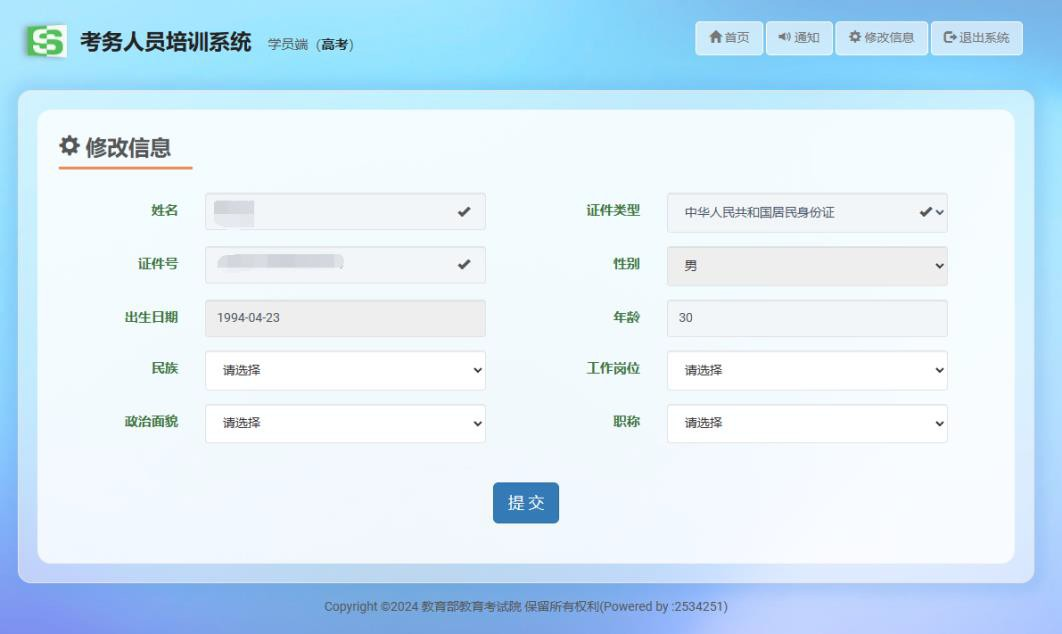 考务人员培训系统 学员端（高考） 首页 通知 修改信息 退出系统
修改信息
姓名 证件类型 中华人民共和国居民身份证
证件号 性别 男
出生日期 1994-04-23 年龄 30
民族 请选择 工作岗位 请选择
政治面貌 请选择 职称 请选择
提交
Copyright ©2024 教育部教育考试院 保留所有权利(Powered by :2534251)